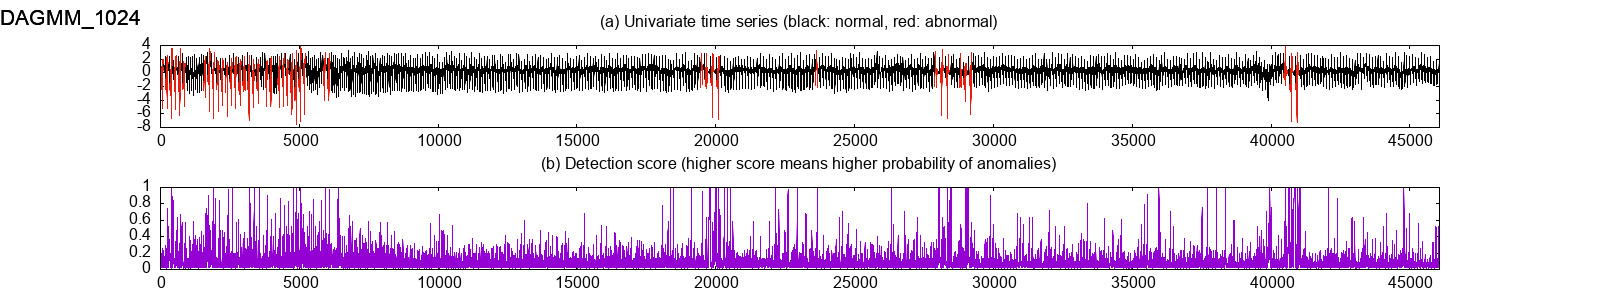 DAGMM_1024
(a) Univariate time series (black: normal, red: abnormal)
4
2
0
-2
-4
-6
-8
0 5000 10000 15000 20000 25000 30000 35000 40000 45000
(b) Detection score (higher score means higher probability of anomalies)
1
0.8
0.6
0.4
0.2
0
0 5000 10000 15000 20000 25000 30000 35000 40000 45000